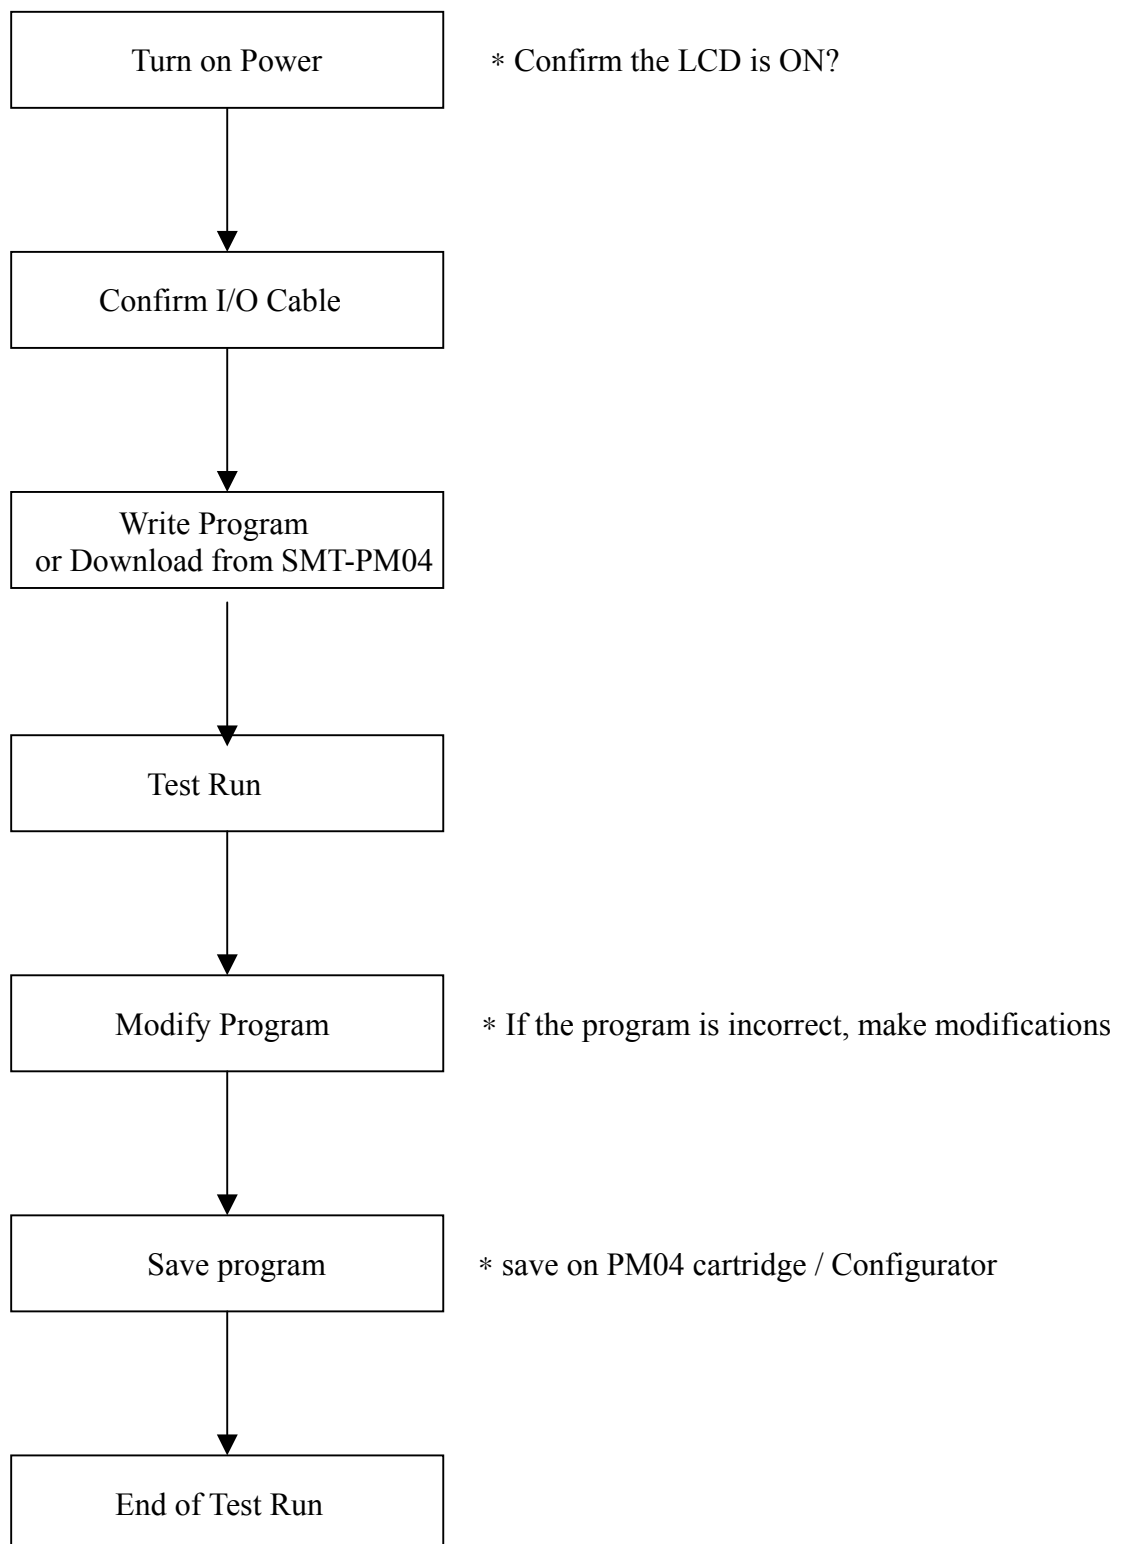 Turn on Power
* Confirm the LCD is ON?
Confirm I/O Cable
Write Program
or Download from SMT-PM04
Test Run
Modify Program
* If the program is incorrect, make modifications
Save program
* save on PM04 cartridge / Configurator
End of Test Run